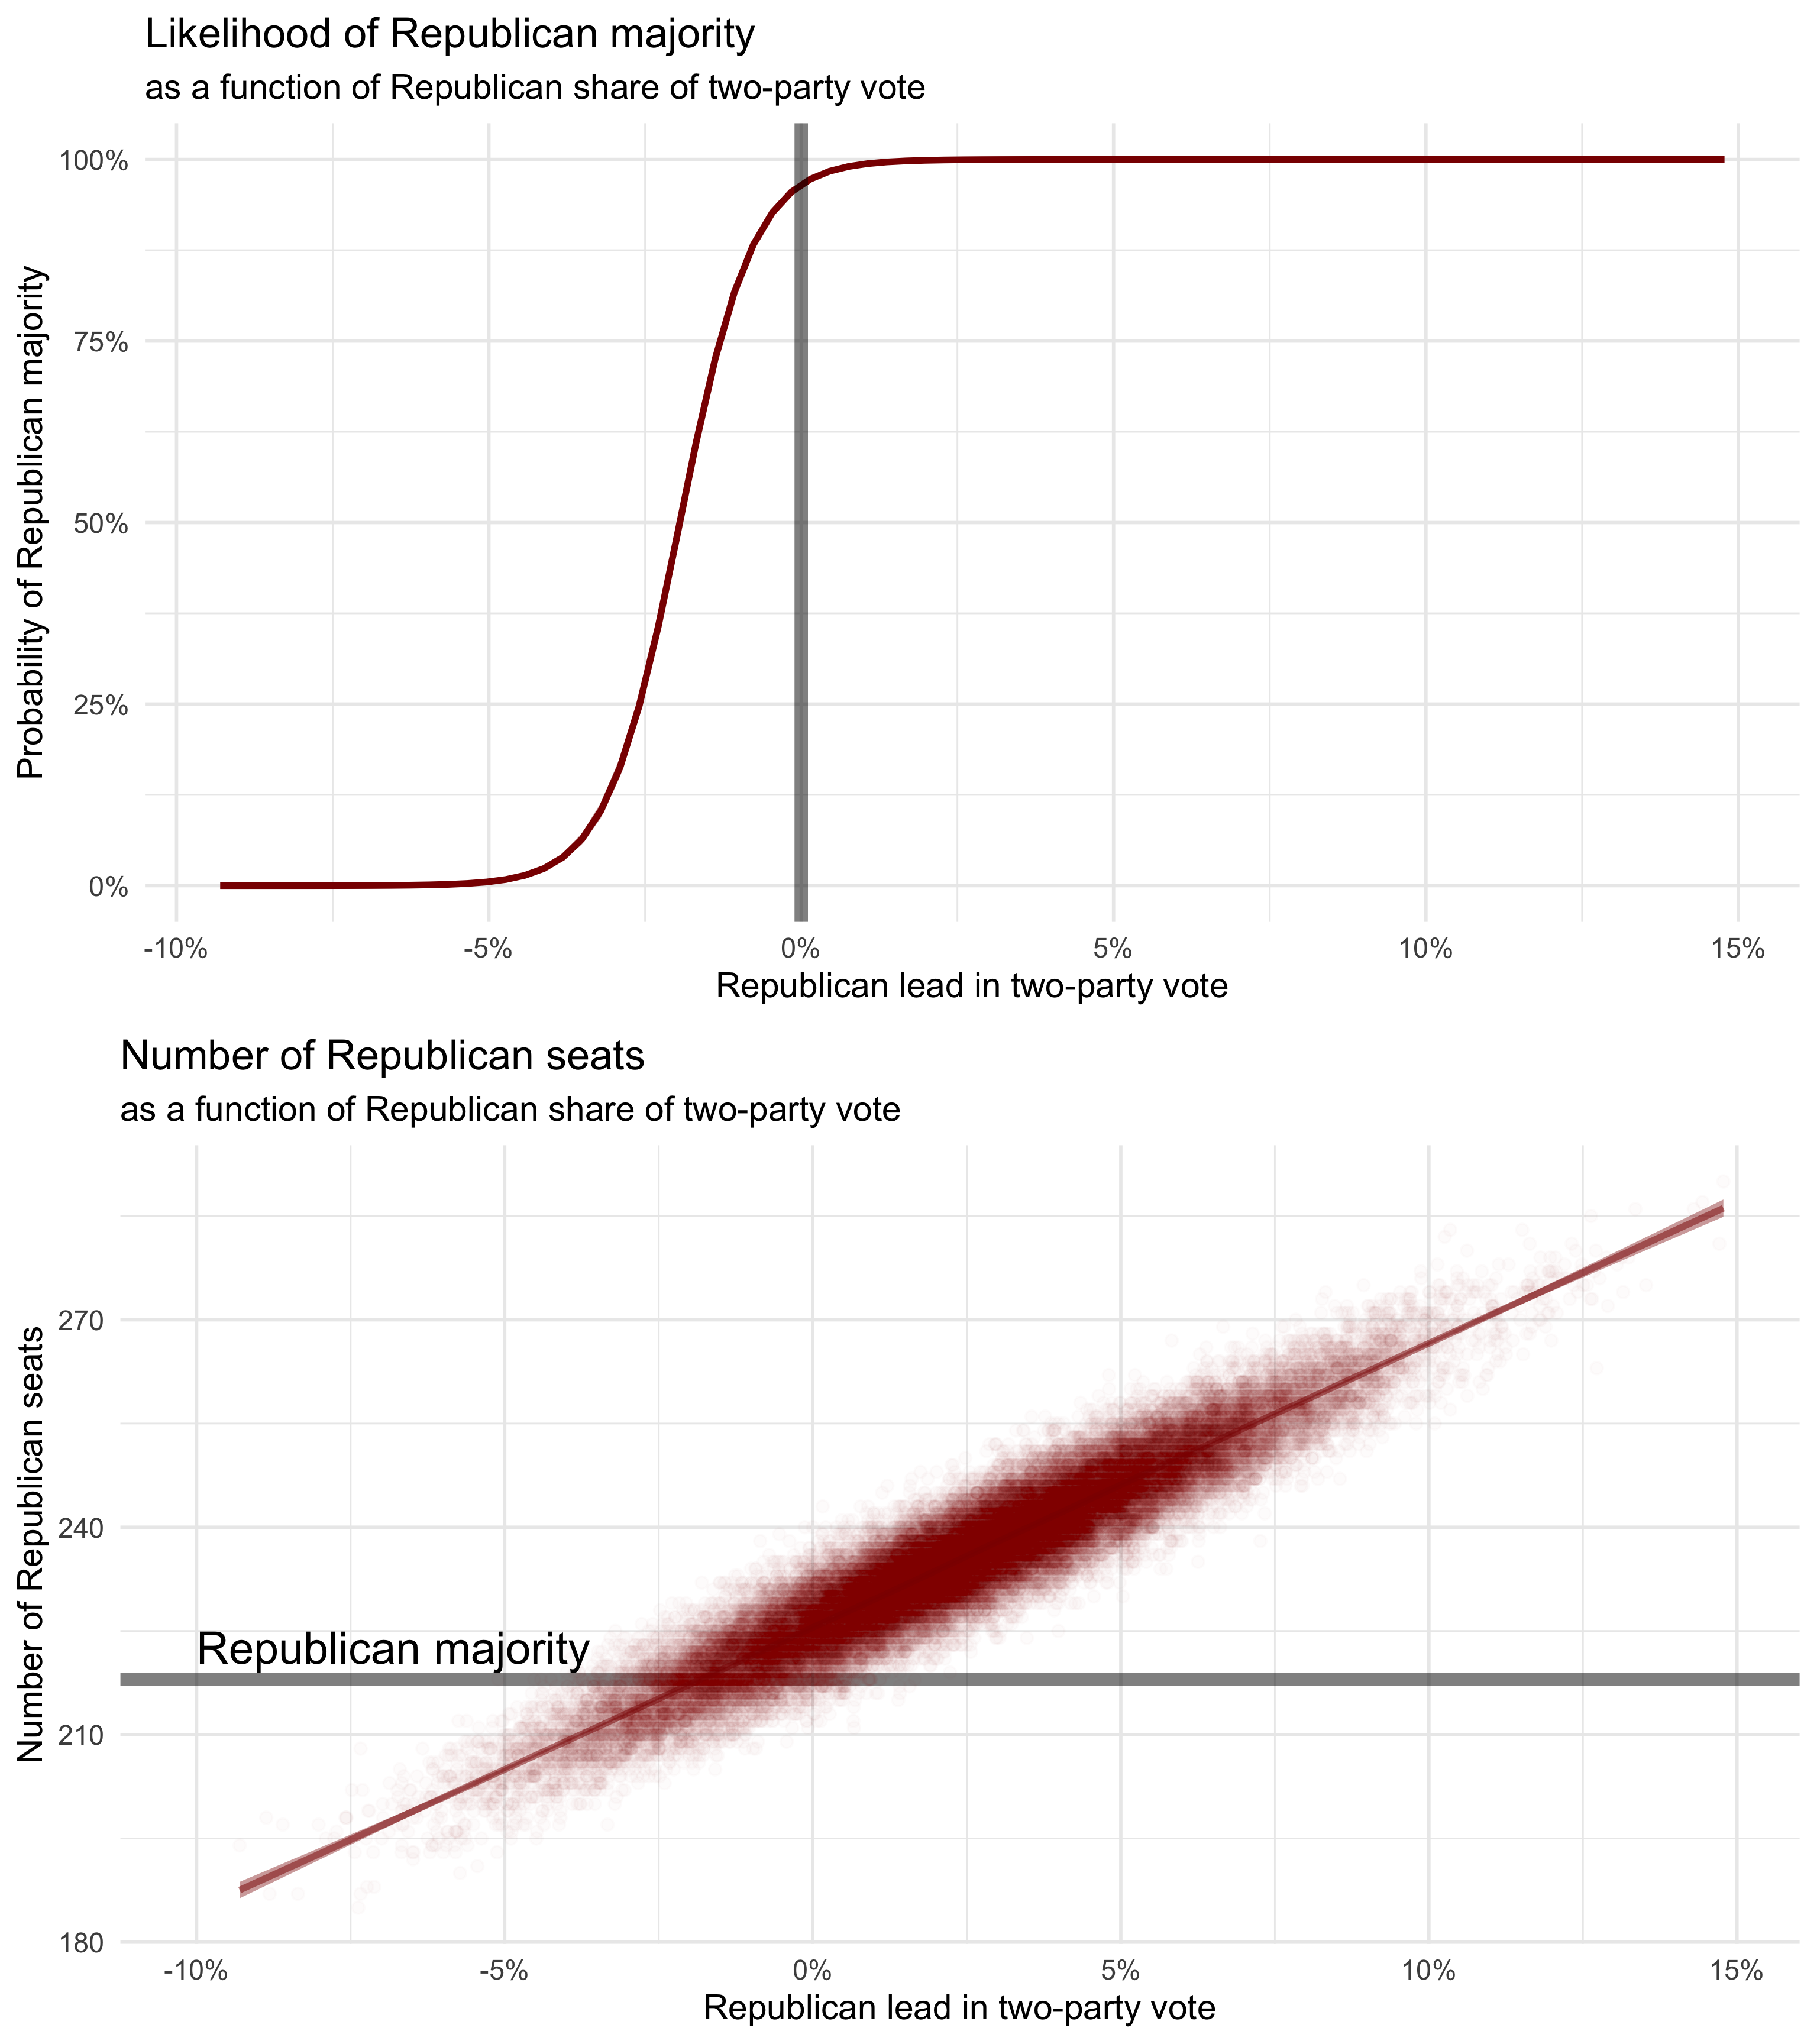 Likelihood of Republican majority
as a function of Republican share of two-party vote
Probability of Republican majority
100%
75%
50%
25%
0%
-10% -5% 0% 5% 10% 15%
Republican lead in two-party vote
Number of Republican seats
as a function of Republican share of two-party vote
Number of Republican seats
270
240
Republican majority
210
180
-10% -5% 0% 5% 10% 15%
Republican lead in two-party vote